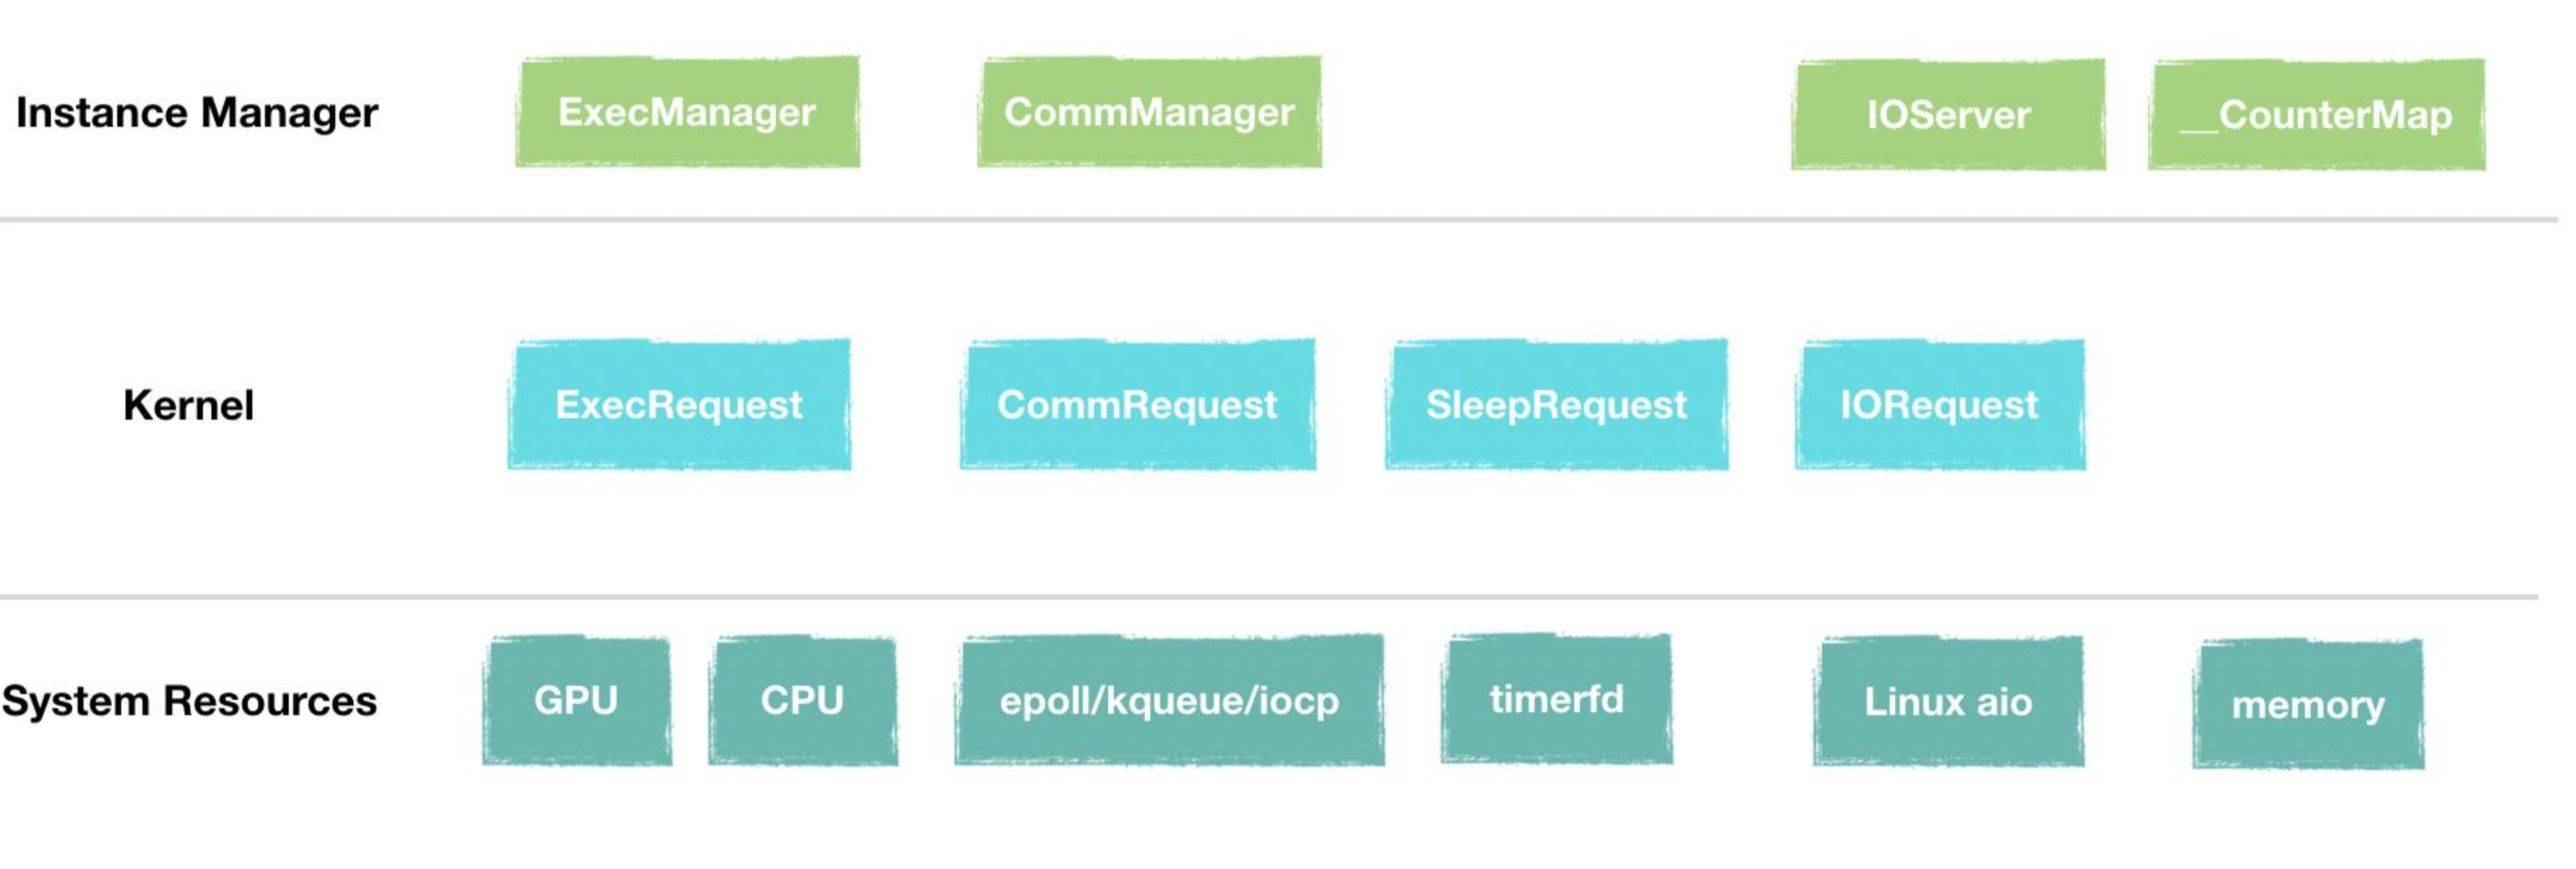 Instance Manager
ExecManager
CommManager
IOServer
__CounterMap
Kernel
ExecRequest
CommRequest
SleepRequest
IORequest
System Resources
GPU
CPU
epoll/kqueue/iocp
timerfd
Linux aio
memory